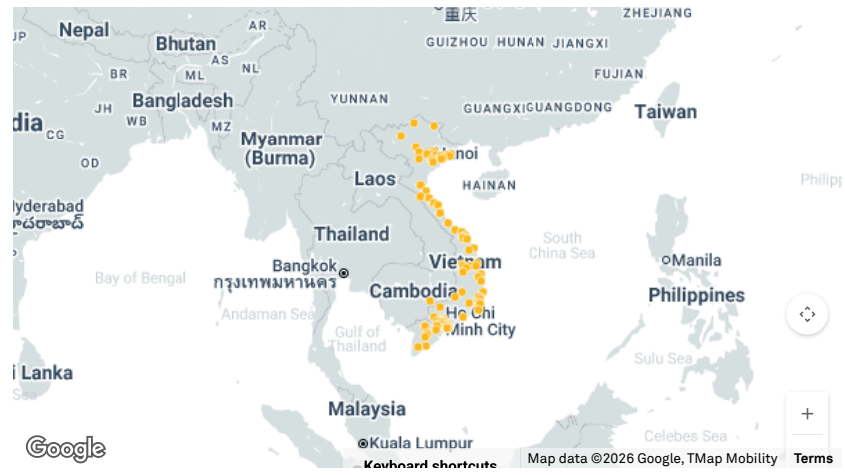 重庆
ZHEJIANG
Nepal
AR.
UP
Bhutan
GUIZHOU
HUNAN
JIANGXI
AS
NL
BR
ML
FUJIAN
Bangladesh
YUNNAN
JH
GUANGXI
GUANGDONG
Taiwan
WB
dia
CG
MZ
Myanmar
(Burma)
Hanoi
OD
Laos
HAINAN
Philipp
lyderabad
Thailand
South
China Sea
Manila
Vietnam
Bangkok
กรุงเทพมหานคร
Bay of Bengal
Cambodia
Philippines
Andaman Sea
Ho Chi
Minh City
Gulf of
Thailand
Sulu Sea
i Lanka
Sea
Malaysia
+
Celebes Sea
Kuala Lumpur
Google
Keyboard shortcuts
Map data ©2026 Google, TMap Mobility
Terms